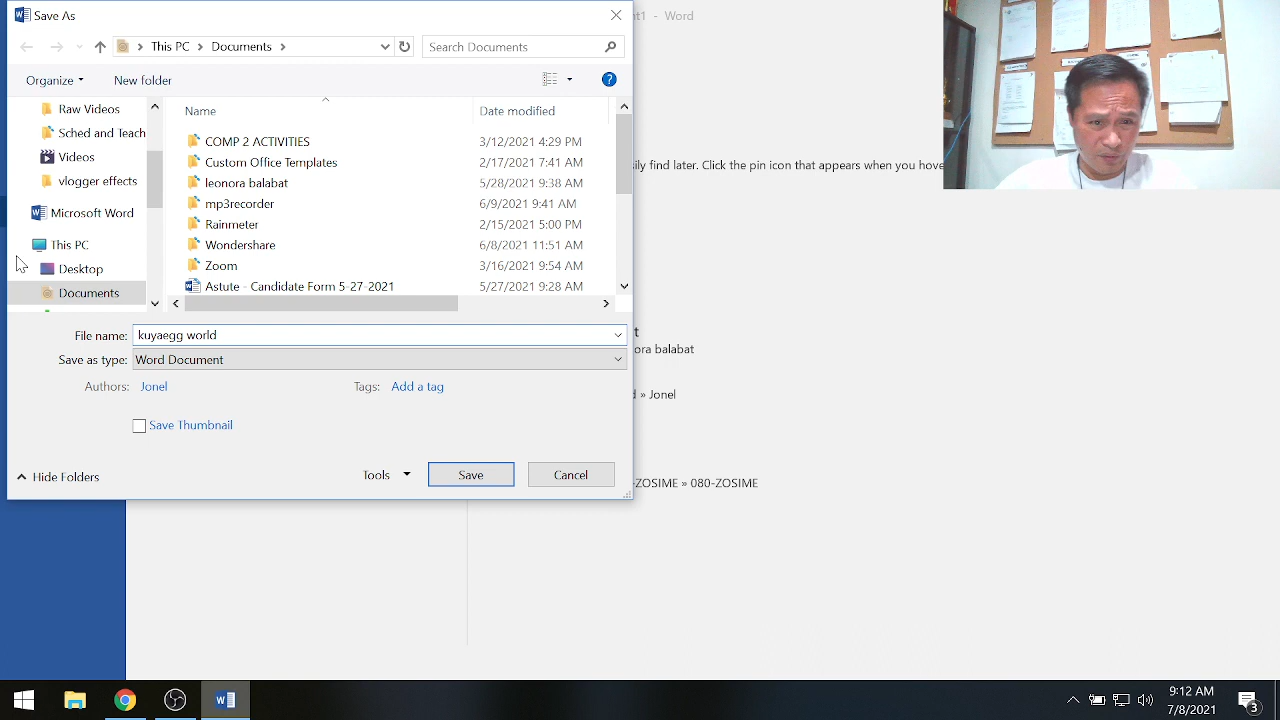 Save As
t1 - Word
This PC
Documents
Search Documents
Organize
New folder
?
Raw Videos
Sched and Teach
Videos
vlogger effects
Microsoft Word
This PC
Desktop
Documents
Name
Date modified
COMP 2 ACTIVITIES
3/12/2021 4:29 PM
Custom Office Templates
2/17/2021 7:41 AM
leonora balabat
5/28/2021 9:38 AM
mp3recorder
6/9/2021 9:41 AM
Rainmeter
2/15/2021 5:00 PM
Wondershare
6/8/2021 11:51 AM
Zoom
3/16/2021 9:54 AM
Astute - Candidate Form 5-27-2021
5/27/2021 9:28 AM
ily find later. Click the pin icon that appears when you hove
File name:
kuyaegg world
Save as type:
Word Document
Authors:
Jonel
Tags:
Add a tag
Save Thumbnail
Hide Folders
Tools
Save
Cancel
t
ora balabat
d » Jonel
-ZOSIME » 080-ZOSIME
9:12 AM
7/8/2021
3